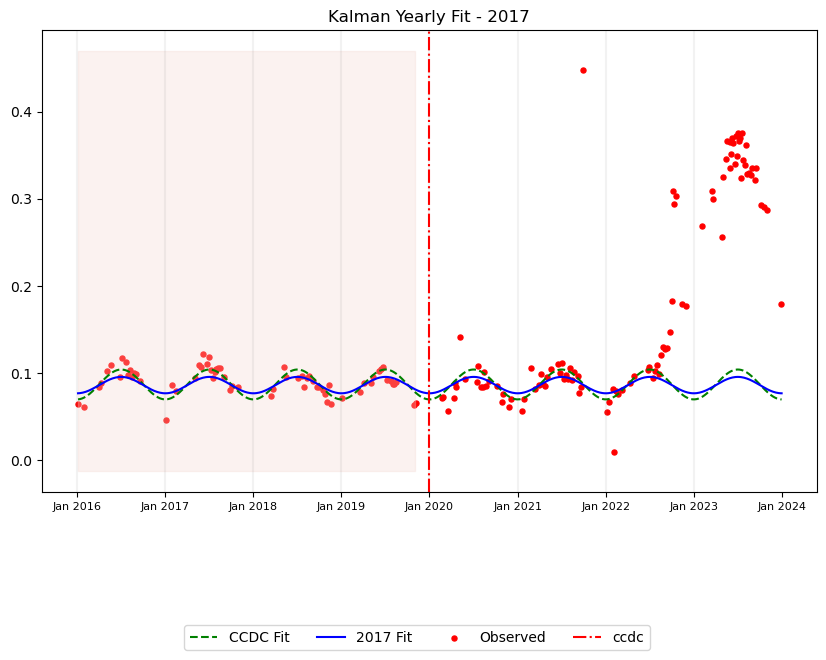 Kalman Yearly Fit - 2017
0.4
0.3
0.2
0.1
0.0
Jan 2016 Jan 2017 Jan 2018 Jan 2019 Jan 2020 Jan 2021 Jan 2022 Jan 2023 Jan 2024
CCDC Fit 2017 Fit Observed ccdc